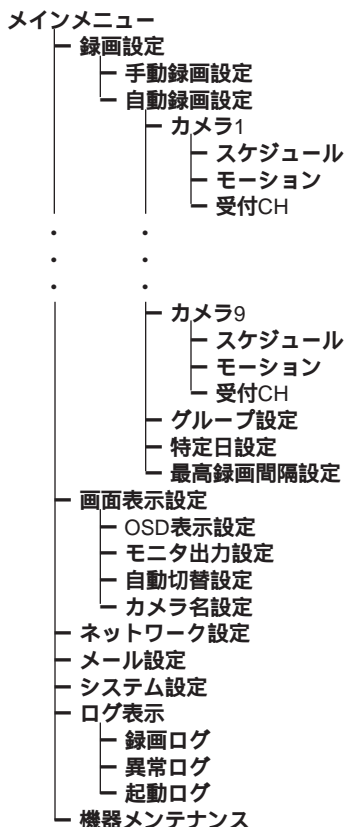 メインメニュー
録画設定
手動録画設定
自動録画設定
カメラ1
スケジュール
モーション
受付CH
カメラ9
スケジュール
モーション
受付CH
グループ設定
特定日設定
最高録画間隔設定
画面表示設定
OSD表示設定
モニタ出力設定
自動切替設定
カメラ名設定
ネットワーク設定
メール設定
システム設定
ログ表示
録画ログ
異常ログ
起動ログ
機器メンテナンス